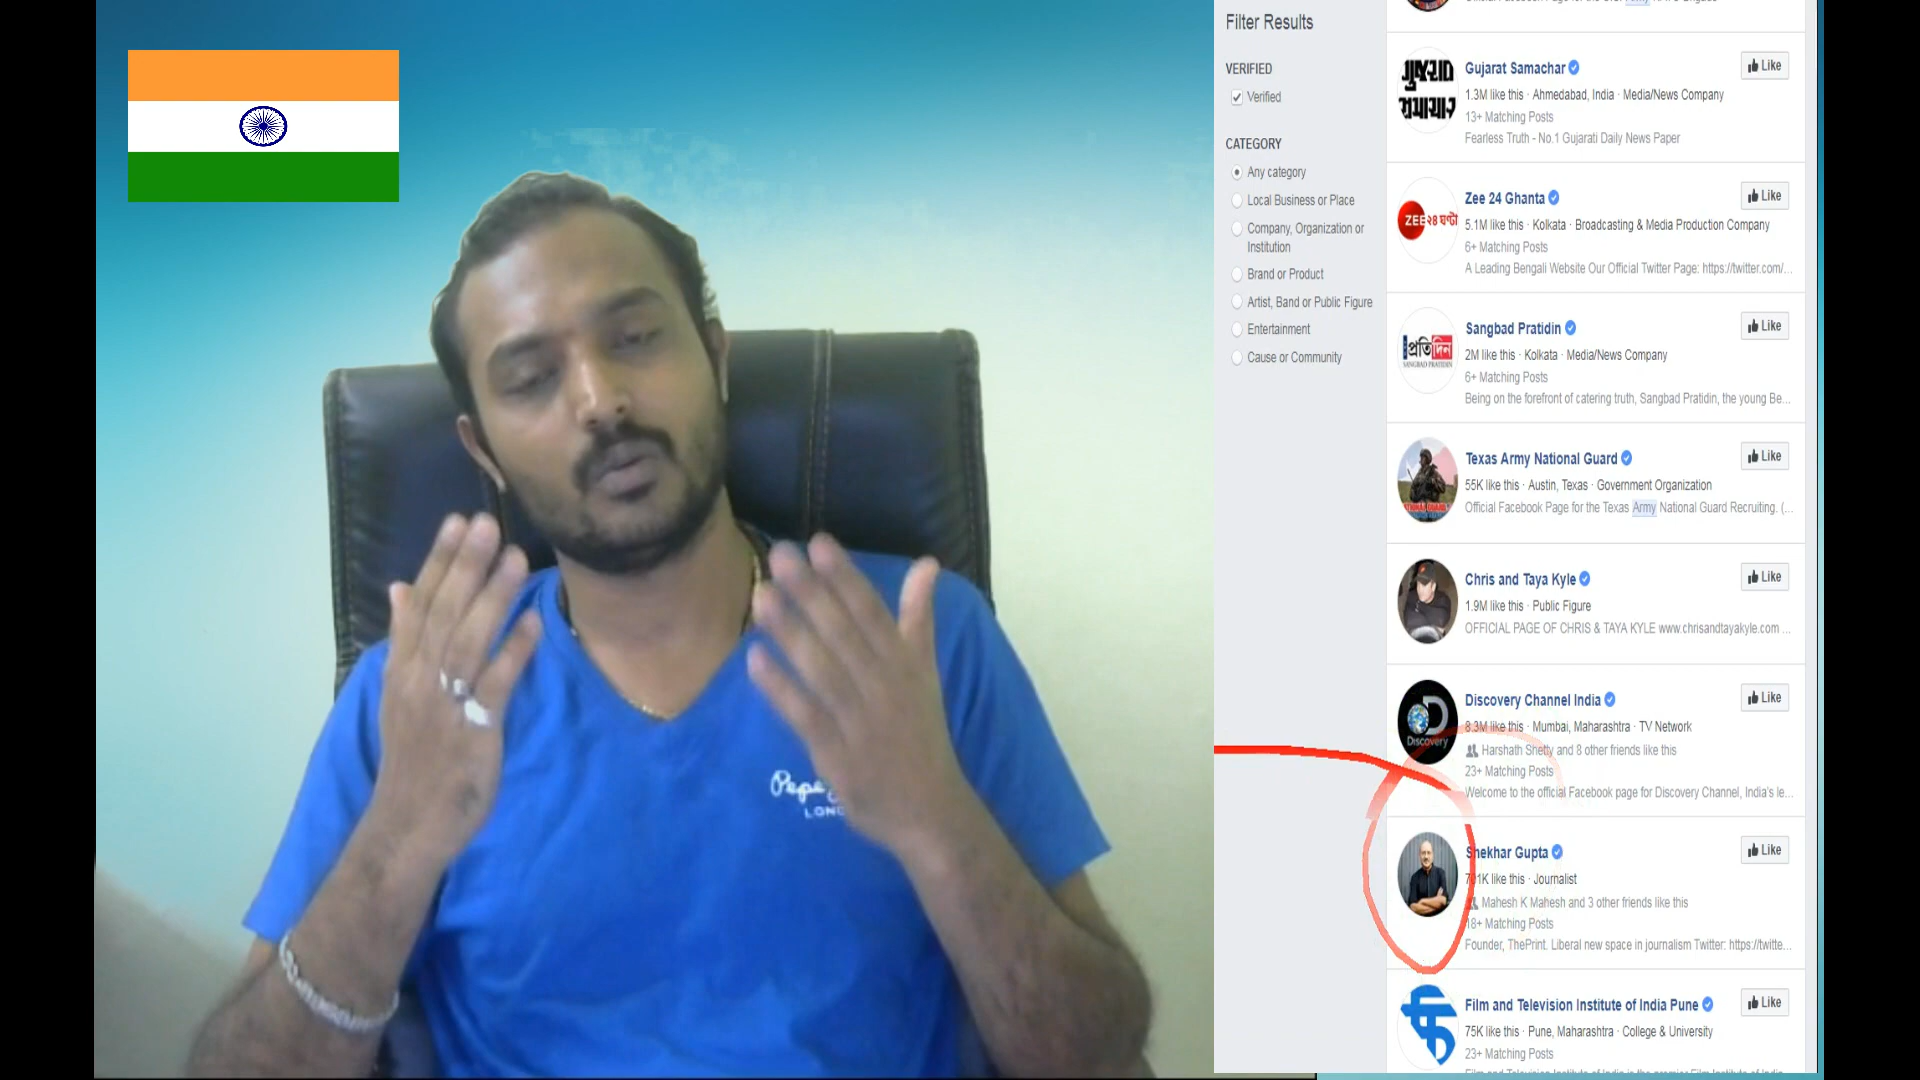 Filter Results
VERIFIED
Verified
CATEGORY
Any category
Local Business or Place
Company, Organization or
Institution
Brand or Product
Artist, Band or Public Figure
Entertainment
Cause or Community
ગુજરાત
સમાચાર
Gujarat Samachar
Like
1.3M like this · Ahmedabad, India · Media/News Company
13+ Matching Posts
Fearless Truth - No.1 Gujarati Daily News Paper
ZEE ২৪ ঘণ্টা
Zee 24 Ghanta
Like
5.1M like this · Kolkata · Broadcasting & Media Production Company
6+ Matching Posts
A Leading Bengali Website Our Official Twitter Page: https://twitter.com/...
প্রতিদিন
SANGBAD PRATIDIN
Sangbad Pratidin
Like
2M like this · Kolkata · Media/News Company
6+ Matching Posts
Being on the forefront of catering truth, Sangbad Pratidin, the young Be...
Texas Army National Guard
Like
55K like this · Austin, Texas · Government Organization
Official Facebook Page for the Texas Army National Guard Recruiting. (...
Chris and Taya Kyle
Like
1.9M like this · Public Figure
OFFICIAL PAGE OF CHRIS & TAYA KYLE www.chrisandtayakyle.com ...
DISCOVERY
Discovery Channel India
Like
8.3M like this · Mumbai, Maharashtra · TV Network
Harshath Shetty and 8 other friends like this
23+ Matching Posts
Welcome to the official Facebook page for Discovery Channel, India's le...
Shekhar Gupta
Like
like this · Journalist
Mahesh K Mahesh and 3 other friends like this
18+ Matching Posts
Founder, ThePrint. Liberal new space in journalism Twitter: https://twitte...
Film and Television Institute of India Pune
Like
75K like this · Pune, Maharashtra · College & University
23+ Matching Posts
Pepe